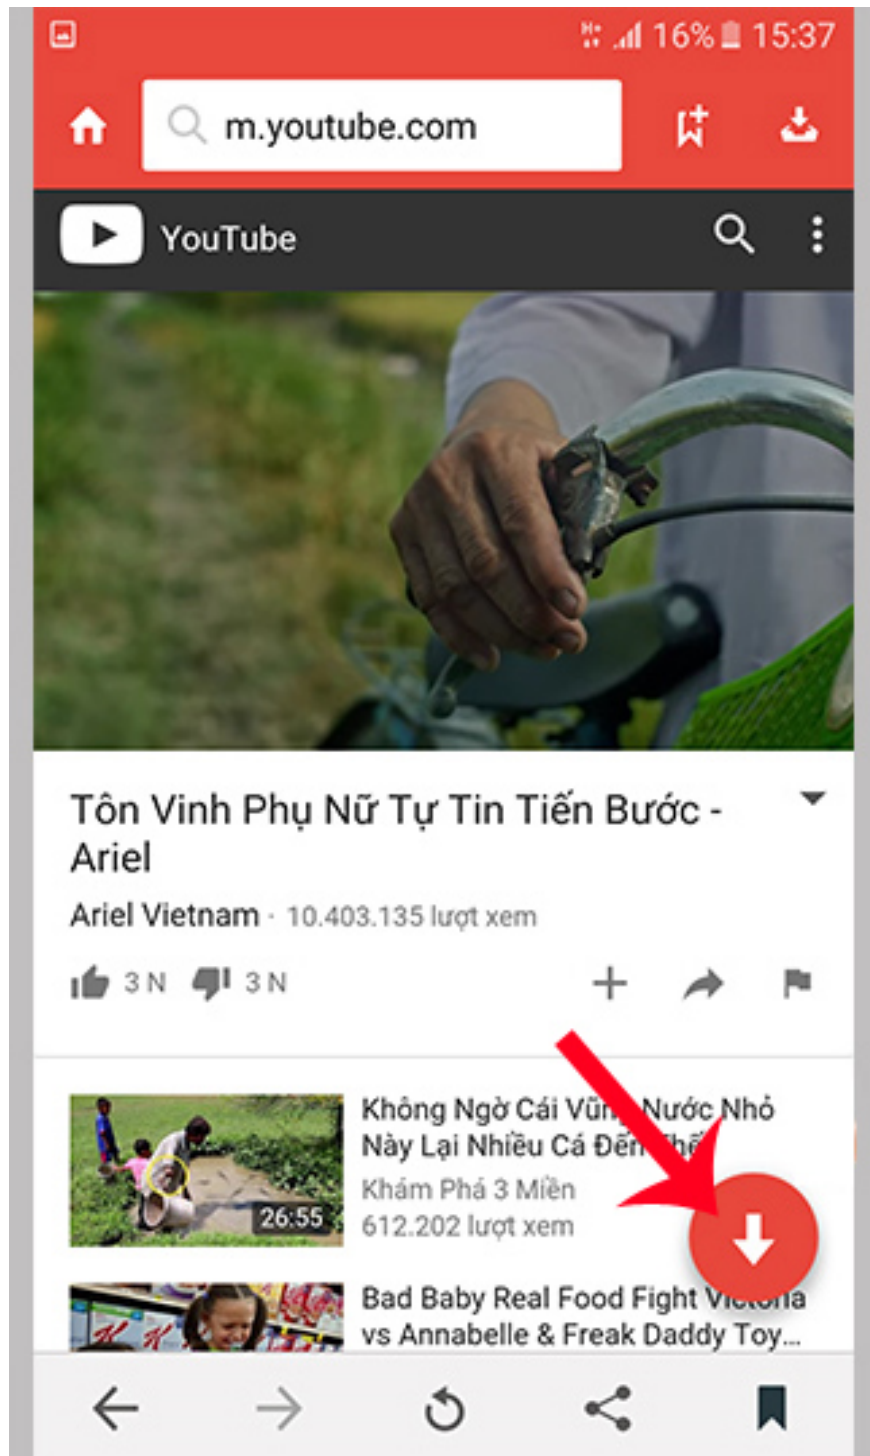 16% 15:37
m.youtube.com
YouTube
Tôn Vinh Phụ Nữ Tự Tin Tiến Bước -
Ariel
Ariel Vietnam · 10.403.135 lượt xem
3 N 3 N
Không Ngờ Cái Vũng Nước Nhỏ
Này Lại Nhiều Cá Đến
Khám Phá 3 Miền
26:55
612.202 lượt xem
Bad Baby Real Food Fight Victoria
vs Annabelle & Freak Daddy Toy...